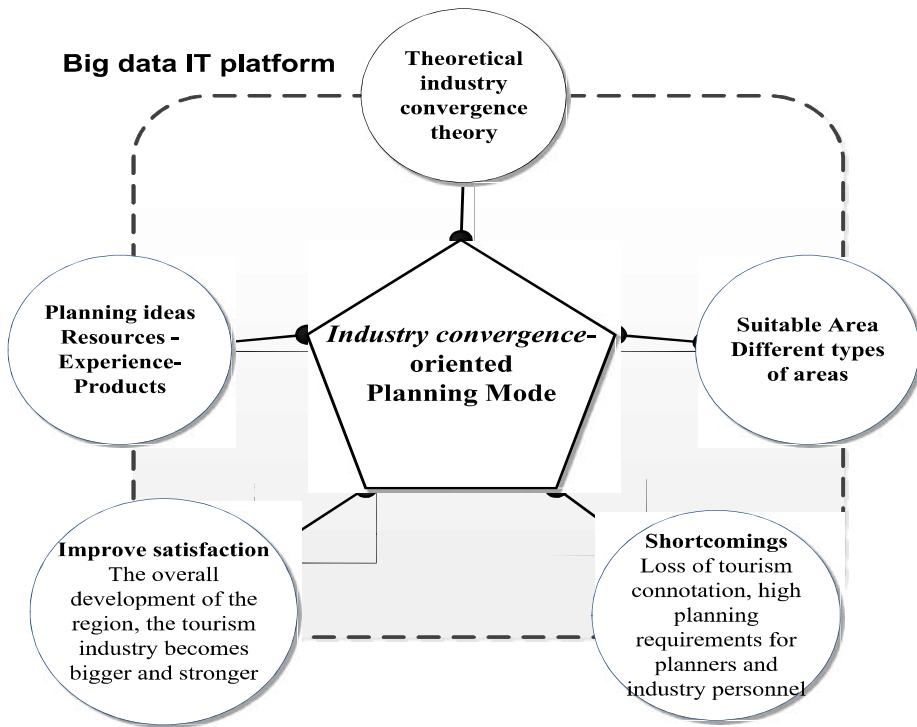 Big data IT platform
Theoretical
industry
convergence
theory
Planning ideas
Resources -
Experience-
Products
Industry convergence-
oriented
Planning Mode
Suitable Area
Different types
of areas
Improve satisfaction
The overall
development of the
region, the tourism
industry becomes
bigger and stronger
Shortcomings
Loss of tourism
connotation, high
planning
requirements for
planners and
industry personnel